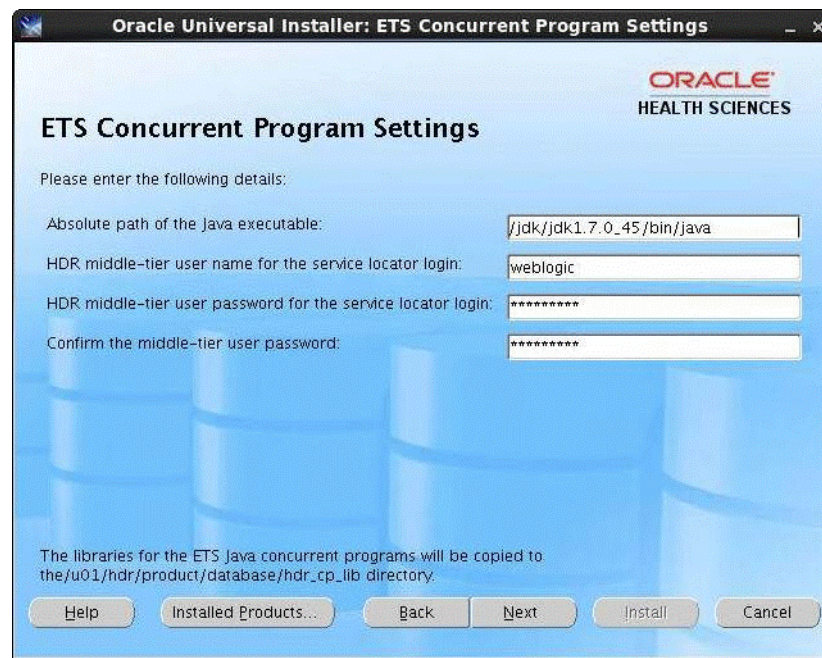 Oracle Universal Installer: ETS Concurrent Program Settings
ORACLE
HEALTH SCIENCES
ETS Concurrent Program Settings
Please enter the following details:
Absolute path of the Java executable:
/jdk/jdk1.7.0_45/bin/java
HDR middle-tier user name for the service locator login:
weblogic
HDR middle-tier user password for the service locator login:
*********
Confirm the middle-tier user password:
*********
The libraries for the ETS Java concurrent programs will be copied to
the/u01/hdr/product/database/hdr_cp_lib directory.
Help Installed Products... Back Next Install Cancel